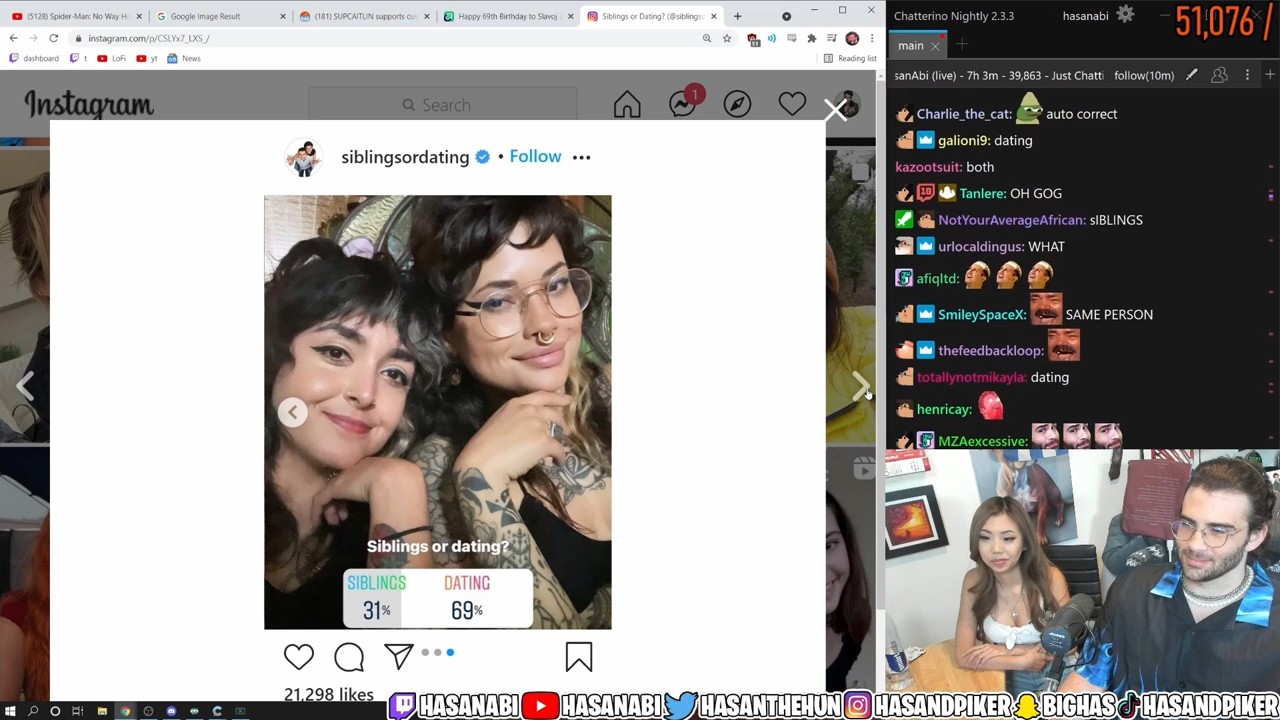 (5128) Spider-Man: No Way Ho
Google Image Result
(181) SUPCAITLIN supports cu
Happy 69th Birthday to Slavoj Ž
Siblings or Dating? (@siblings
instagram.com/p/CSLYx7_LXS_/
dashboard
t
LoFi
yt
News
Reading list
Instagram
Search
1
siblingsordating • Follow
Siblings or dating?
SIBLINGS DATING
31% 69%
21,298 likes
Chatterino Nightly 2.3.3
hasanabi
51,076 /
main
sanAbi (live) - 7h 3m - 39,863 - Just Chatti
follow(10m)
Charlie_the_cat: auto correct
galioni9: dating
kazootsuit: both
Tanlere: OH GOG
NotYourAverageAfrican: sIBLINGS
urlocaldingus: WHAT
afiqltd:
SmileySpaceX: SAME PERSON
thefeedbackloop:
totallynotmikayla: dating
henricay:
MZAexcessive:
HASANABI HASANABI HASANTHEHUN HASANDPIKER BIGHAS HASANDPIKER